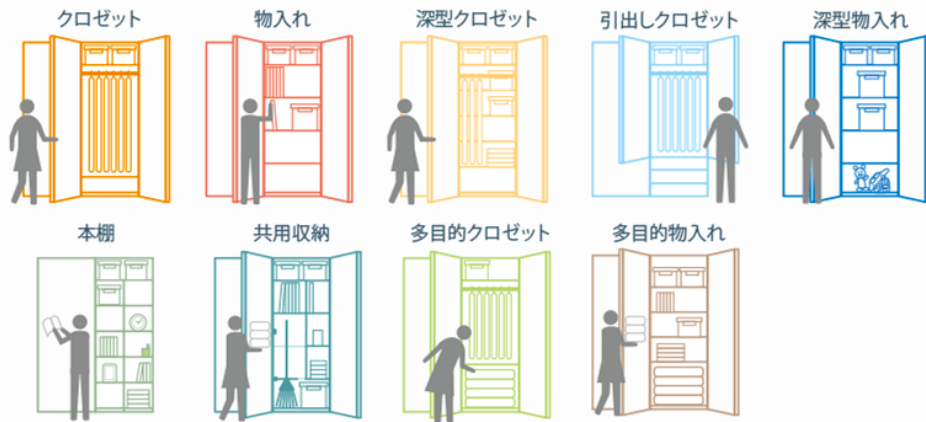 クロゼット
物入れ
深型クロゼット
引出しクロゼット
深型物入れ
本棚
共用収納
多目的クロゼット
多目的物入れ